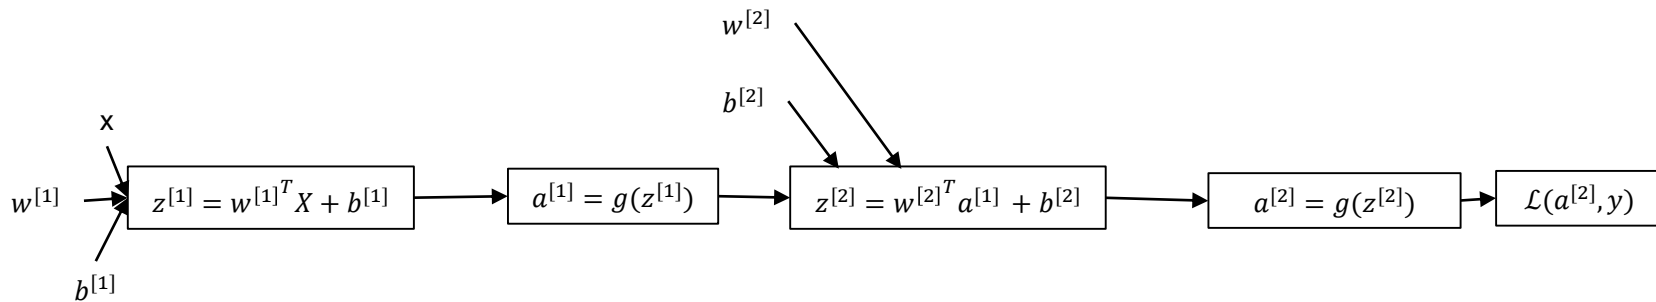 w^[2]
b^[2]
x
w^[1]
z^[1] = w^[1]^T X + b^[1]
a^[1] = g(z^[1])
z^[2] = w^[2]^T a^[1] + b^[2]
a^[2] = g(z^[2])
ℒ(a^[2], y)
b^[1]